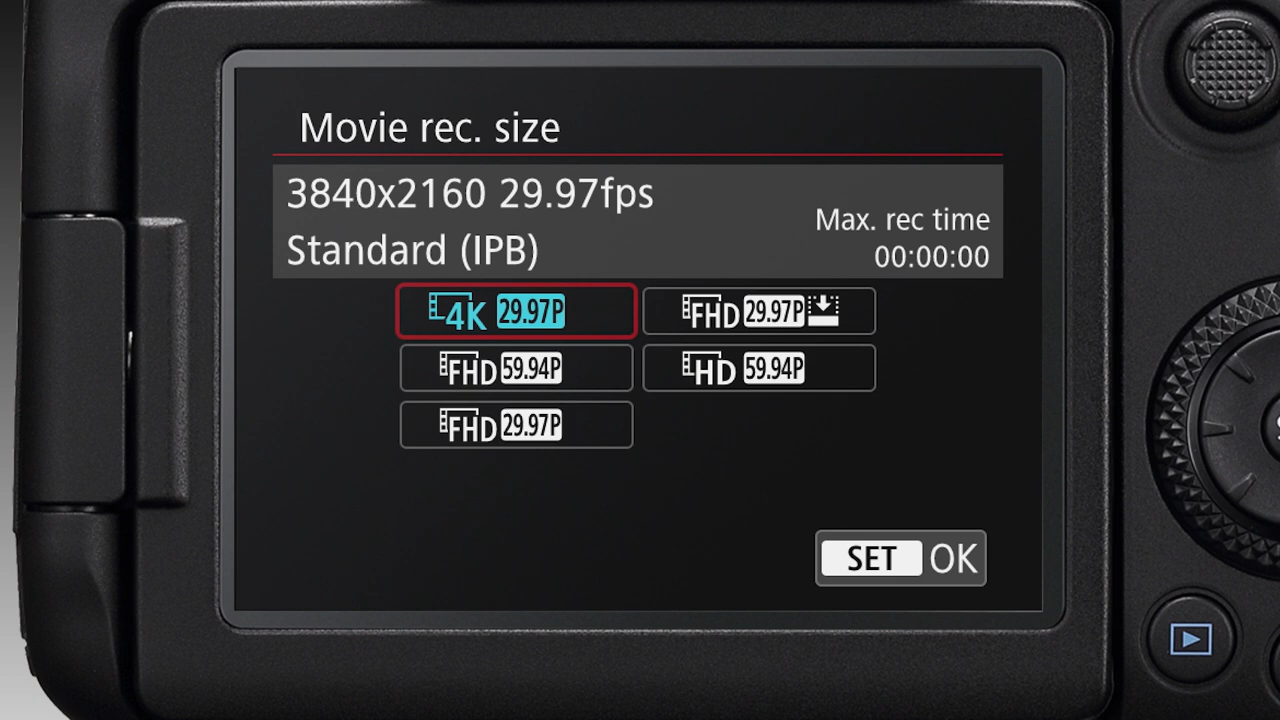 Movie rec. size
3840x2160 29.97fps
Standard (IPB)
Max. rec time
00:00:00
4K 29.97P
FHD 29.97P
FHD 59.94P
HD 59.94P
FHD 29.97P
SET OK